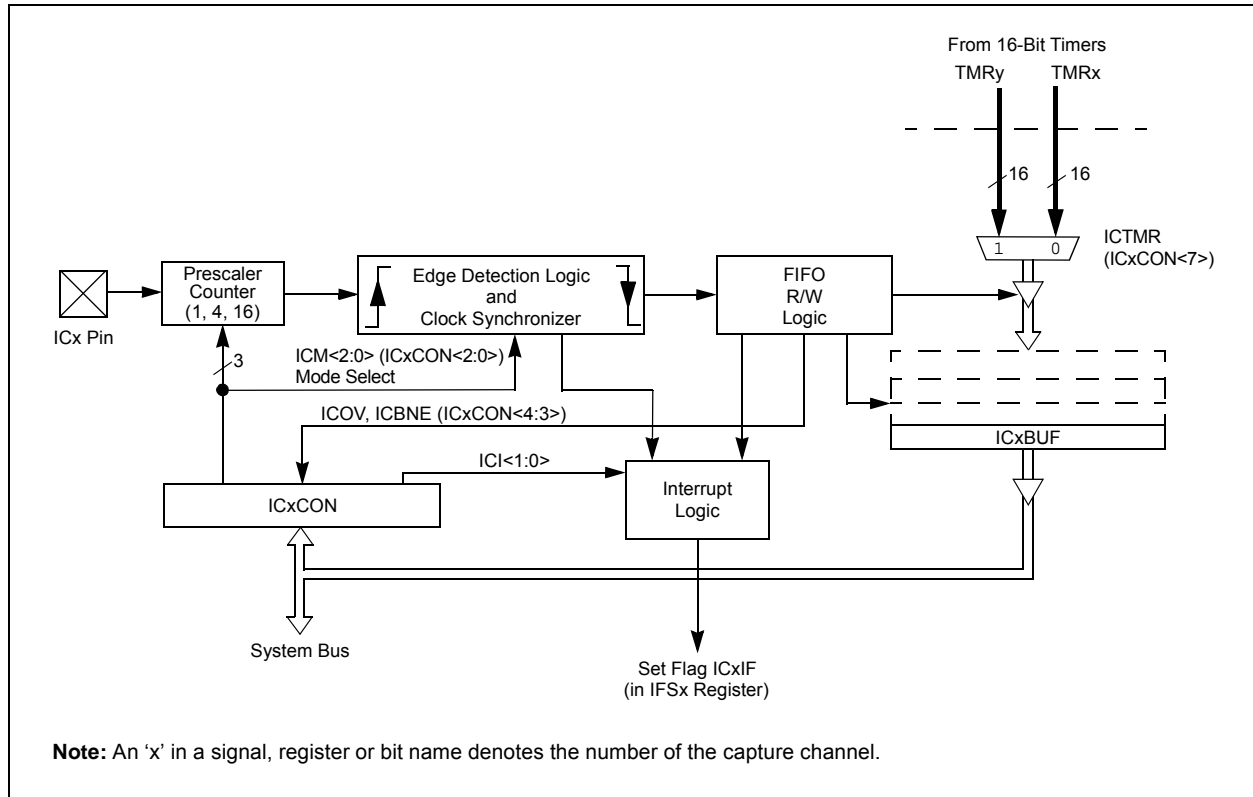 From 16-Bit Timers
TMRy TMRx
16 16
1 0
ICTMR
(ICxCON<7>)
ICx Pin
Prescaler
Counter
(1, 4, 16)
Edge Detection Logic
and
Clock Synchronizer
FIFO
R/W
Logic
3
ICM<2:0> (ICxCON<2:0>)
Mode Select
ICOV, ICBNE (ICxCON<4:3>)
ICxBUF
ICI<1:0>
Interrupt
Logic
ICxCON
System Bus
Set Flag ICxIF
(in IFSx Register)
Note: An ‘x’ in a signal, register or bit name denotes the number of the capture channel.